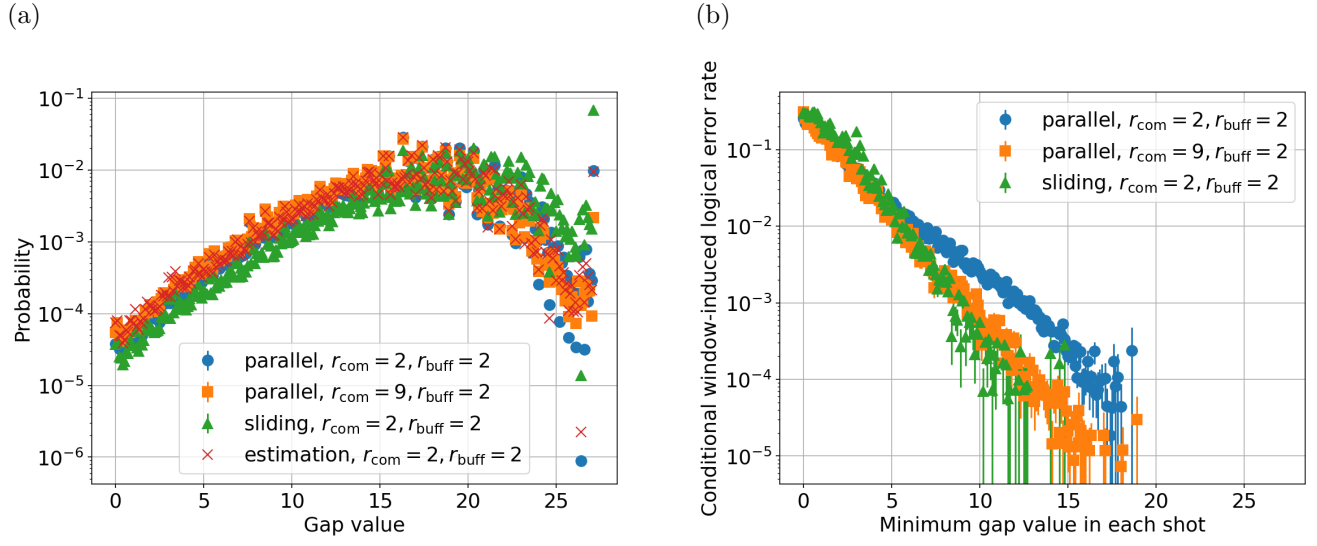 (a)
10⁻¹
10⁻²
10⁻³
10⁻⁴
10⁻⁵
10⁻⁶
Probability
parallel, r_com = 2, r_buff = 2
parallel, r_com = 9, r_buff = 2
sliding, r_com = 2, r_buff = 2
estimation, r_com = 2, r_buff = 2
0 5 10 15 20 25
Gap value
(b)
Conditional window-induced logical error rate
10⁻¹
10⁻²
10⁻³
10⁻⁴
10⁻⁵
parallel, r_com = 2, r_buff = 2
parallel, r_com = 9, r_buff = 2
sliding, r_com = 2, r_buff = 2
0 5 10 15 20 25
Minimum gap value in each shot